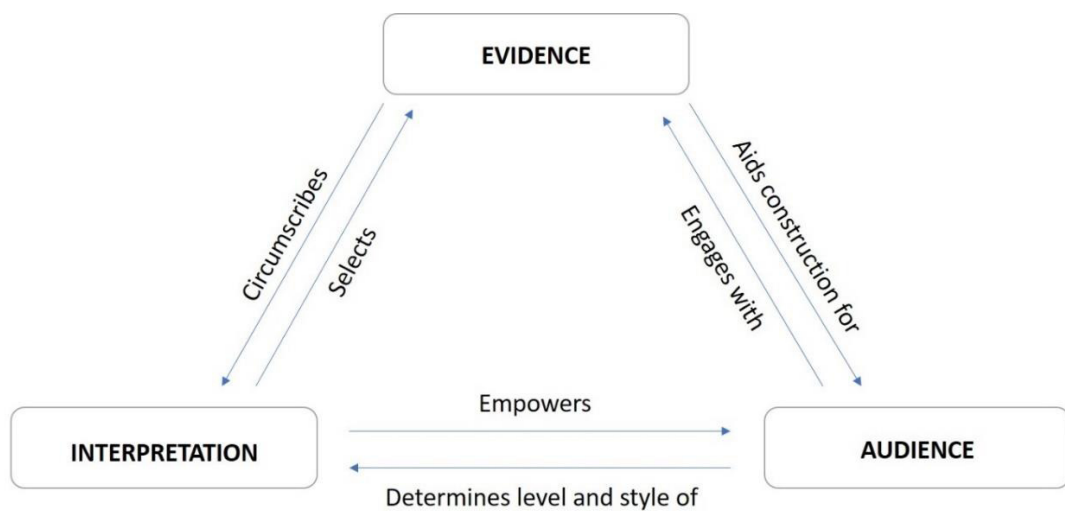 EVIDENCE
Circumscribes
Selects
Engages with
Aids construction for
Empowers
INTERPRETATION
AUDIENCE
Determines level and style of